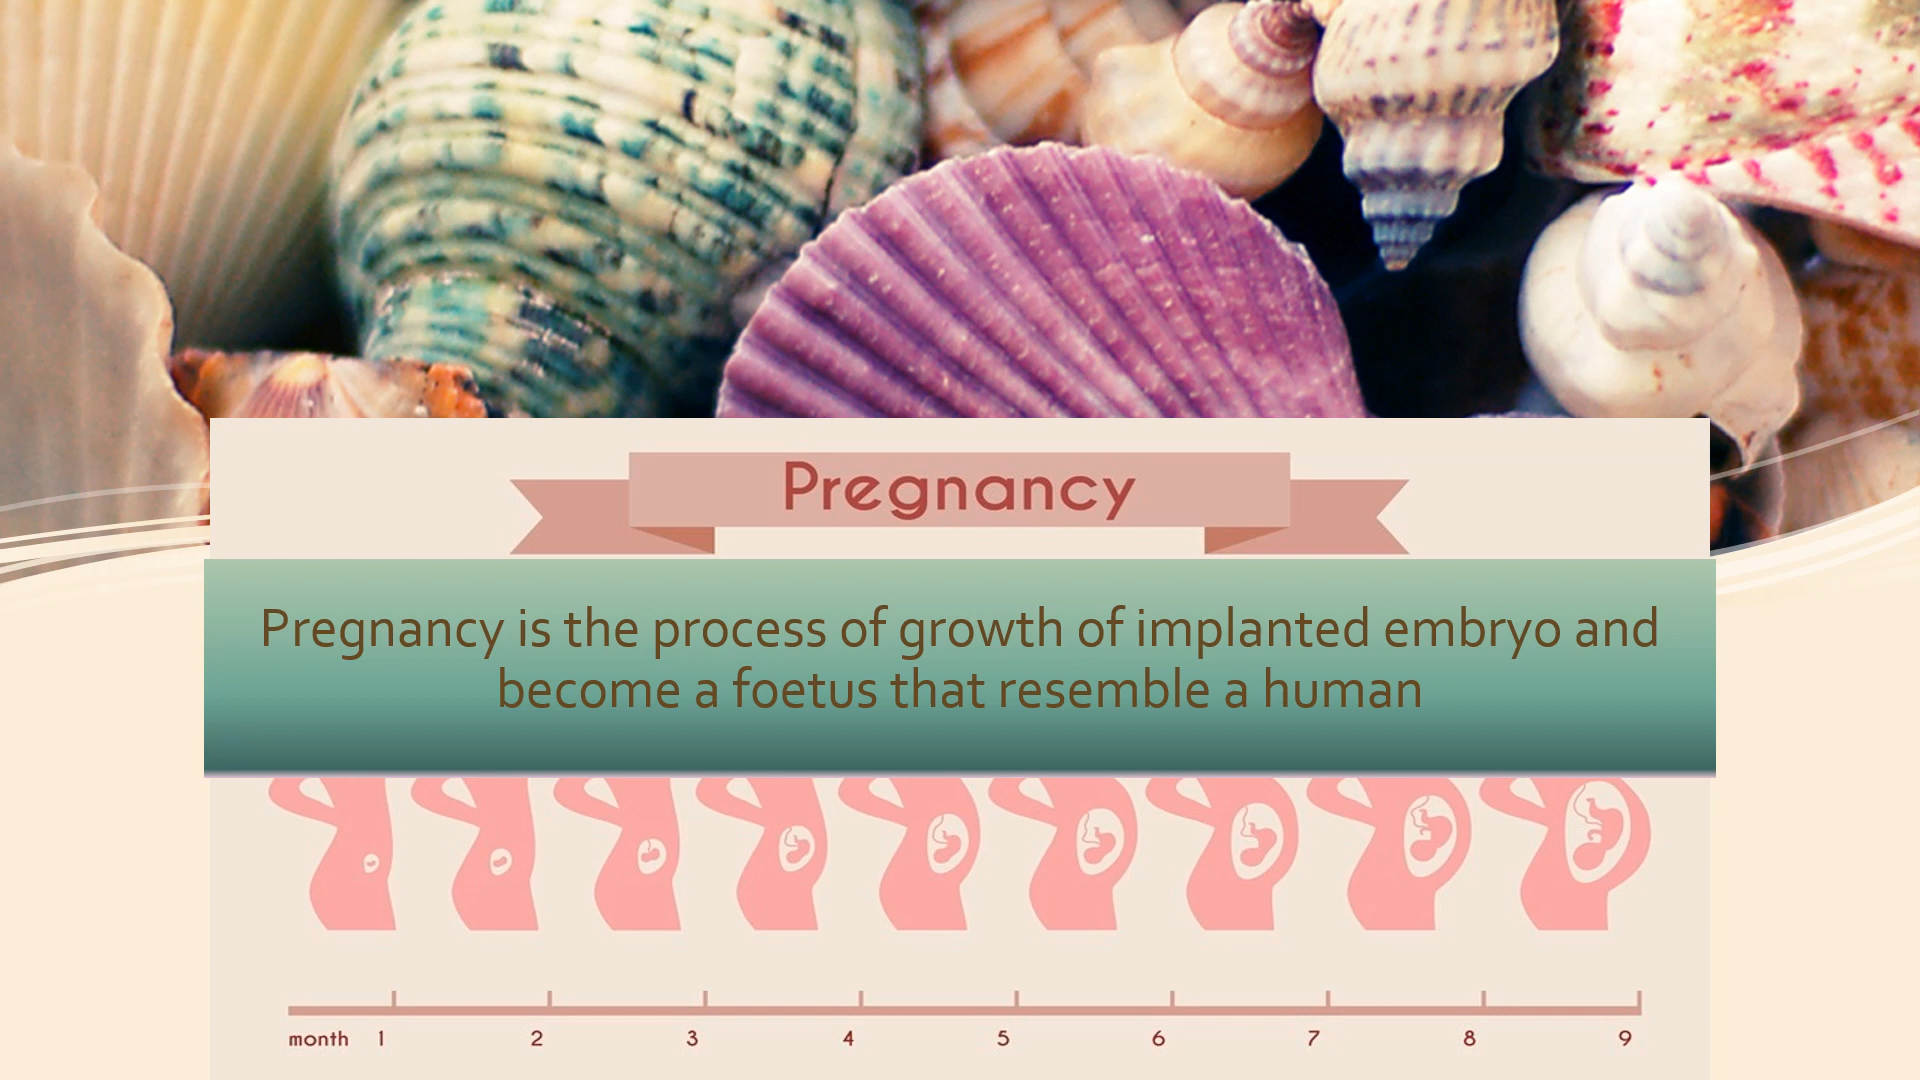 Pregnancy
Pregnancy is the process of growth of implanted embryo and
become a foetus that resemble a human
month 1 2 3 4 5 6 7 8 9